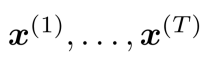 𝒙⁽¹⁾, . . . , 𝒙⁽ᵀ⁾